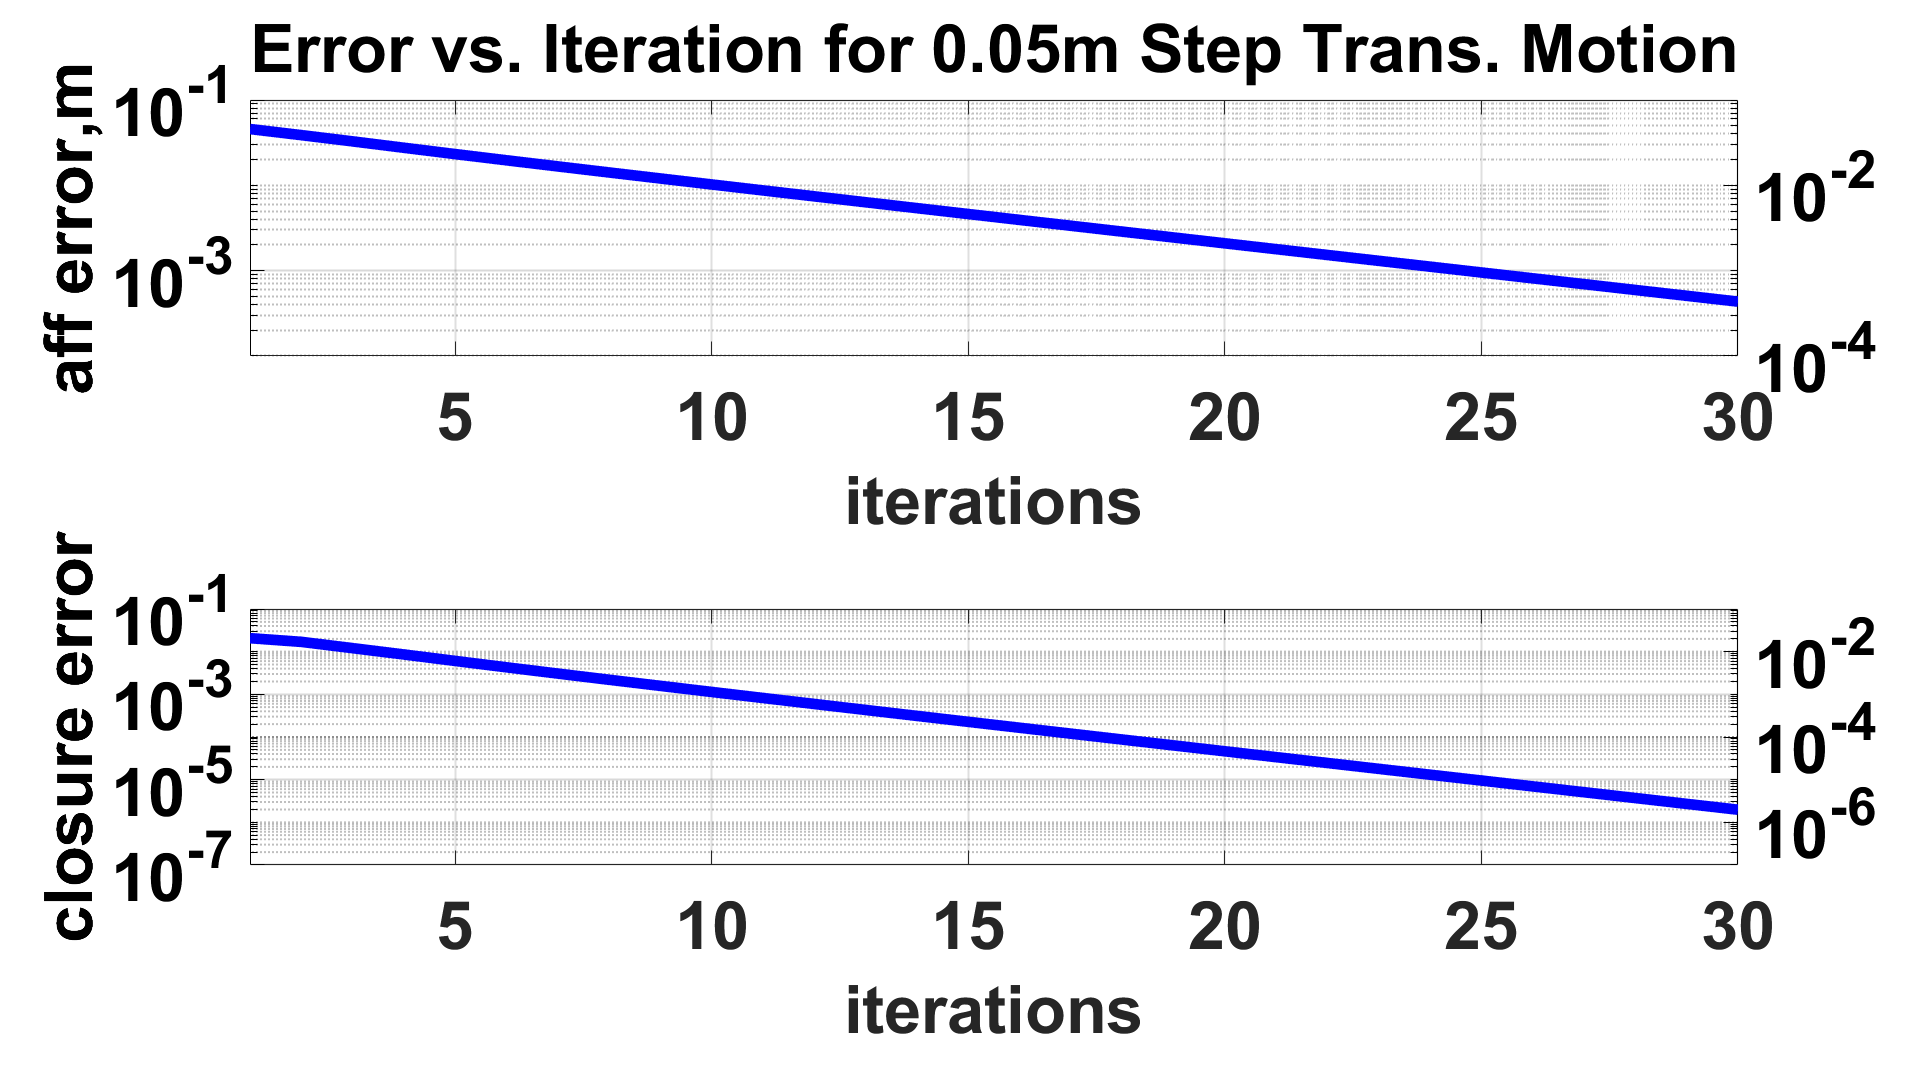 Error vs. Iteration for 0.05m Step Trans. Motion
aff error,m
10^-1
10^-3
10^-2
10^-4
5 10 15 20 25 30
iterations
closure error
10^-1
10^-3
10^-5
10^-7
10^-2
10^-4
10^-6
5 10 15 20 25 30
iterations